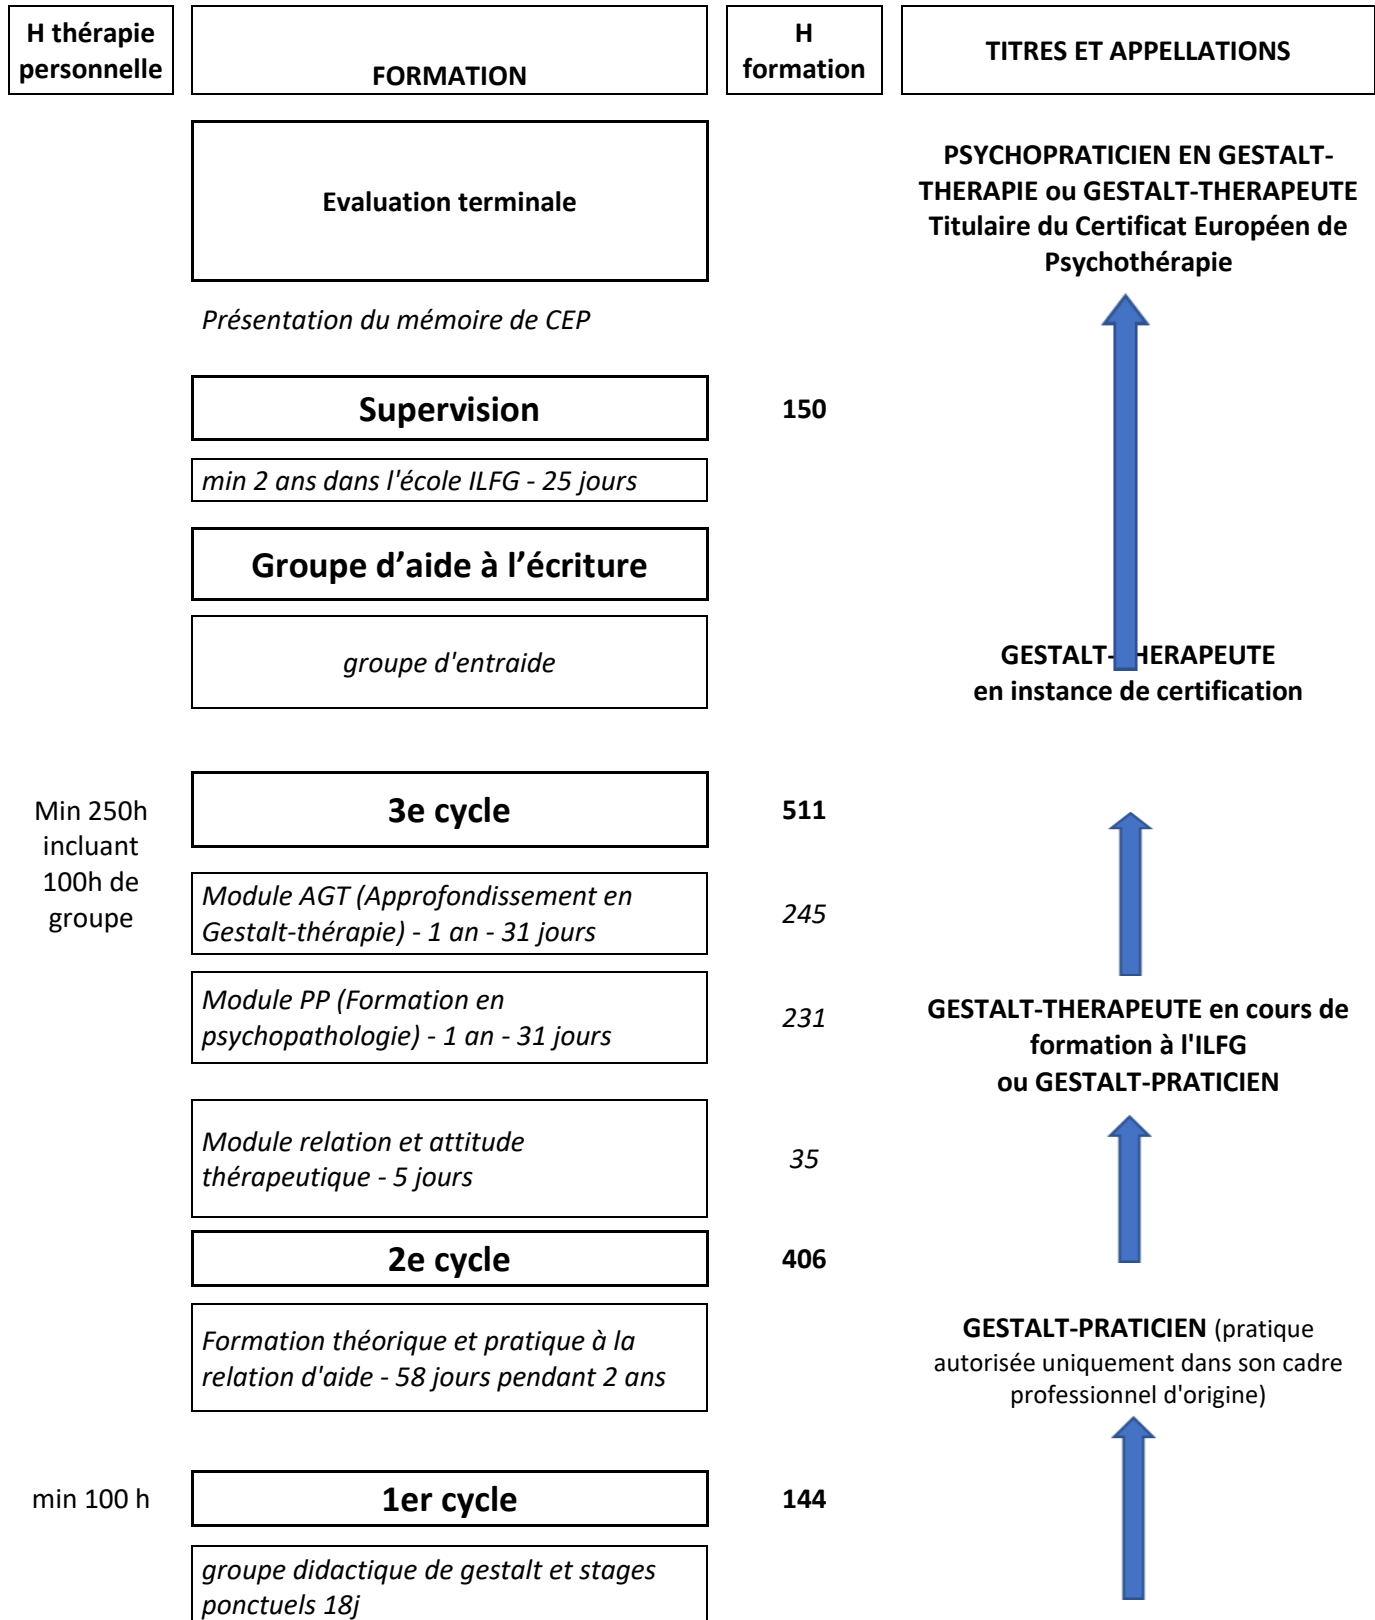 H thérapie
personnelle
FORMATION
H
formation
TITRES ET APPELLATIONS
Evaluation terminale
PSYCHOPRATICIEN EN GESTALT-
THERAPIE ou GESTALT-THERAPEUTE
Titulaire du Certificat Européen de
Psychothérapie
Présentation du mémoire de CEP
Supervision
150
min 2 ans dans l'école ILFG - 25 jours
Groupe d’aide à l’écriture
groupe d'entraide
GESTALT-THERAPEUTE
en instance de certification
Min 250h
incluant
100h de
groupe
3e cycle
511
Module AGT (Approfondissement en
Gestalt-thérapie) - 1 an - 31 jours
245
Module PP (Formation en
psychopathologie) - 1 an - 31 jours
231
GESTALT-THERAPEUTE en cours de
formation à l'ILFG
ou GESTALT-PRATICIEN
Module relation et attitude
thérapeutique - 5 jours
35
2e cycle
406
Formation théorique et pratique à la
relation d'aide - 58 jours pendant 2 ans
GESTALT-PRATICIEN (pratique
autorisée uniquement dans son cadre
professionnel d'origine)
min 100 h
1er cycle
144
groupe didactique de gestalt et stages
ponctuels 18j